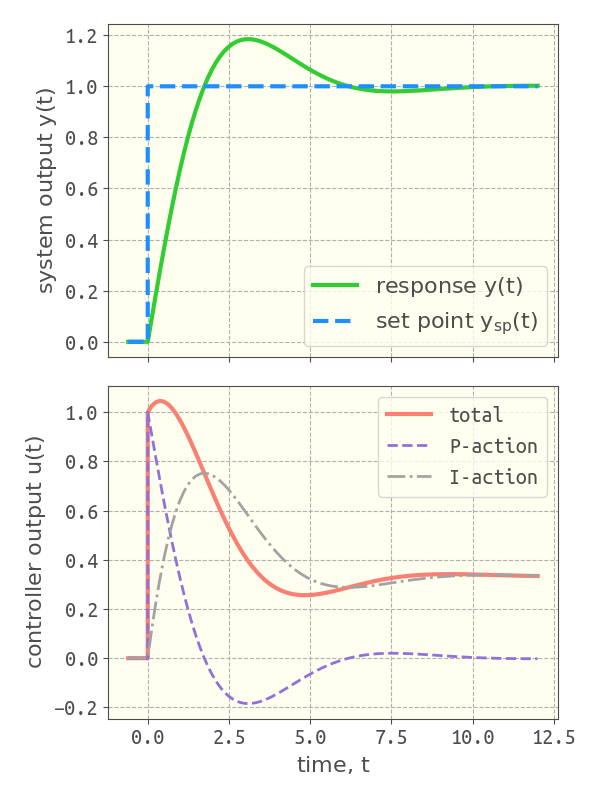 system output y(t)
1.2
1.0
0.8
0.6
0.4
0.2
0.0
response y(t)
set point yₛₚ(t)
controller output u(t)
1.0
0.8
0.6
0.4
0.2
0.0
−0.2
total
P-action
I-action
0.0 2.5 5.0 7.5 10.0 12.5
time, t